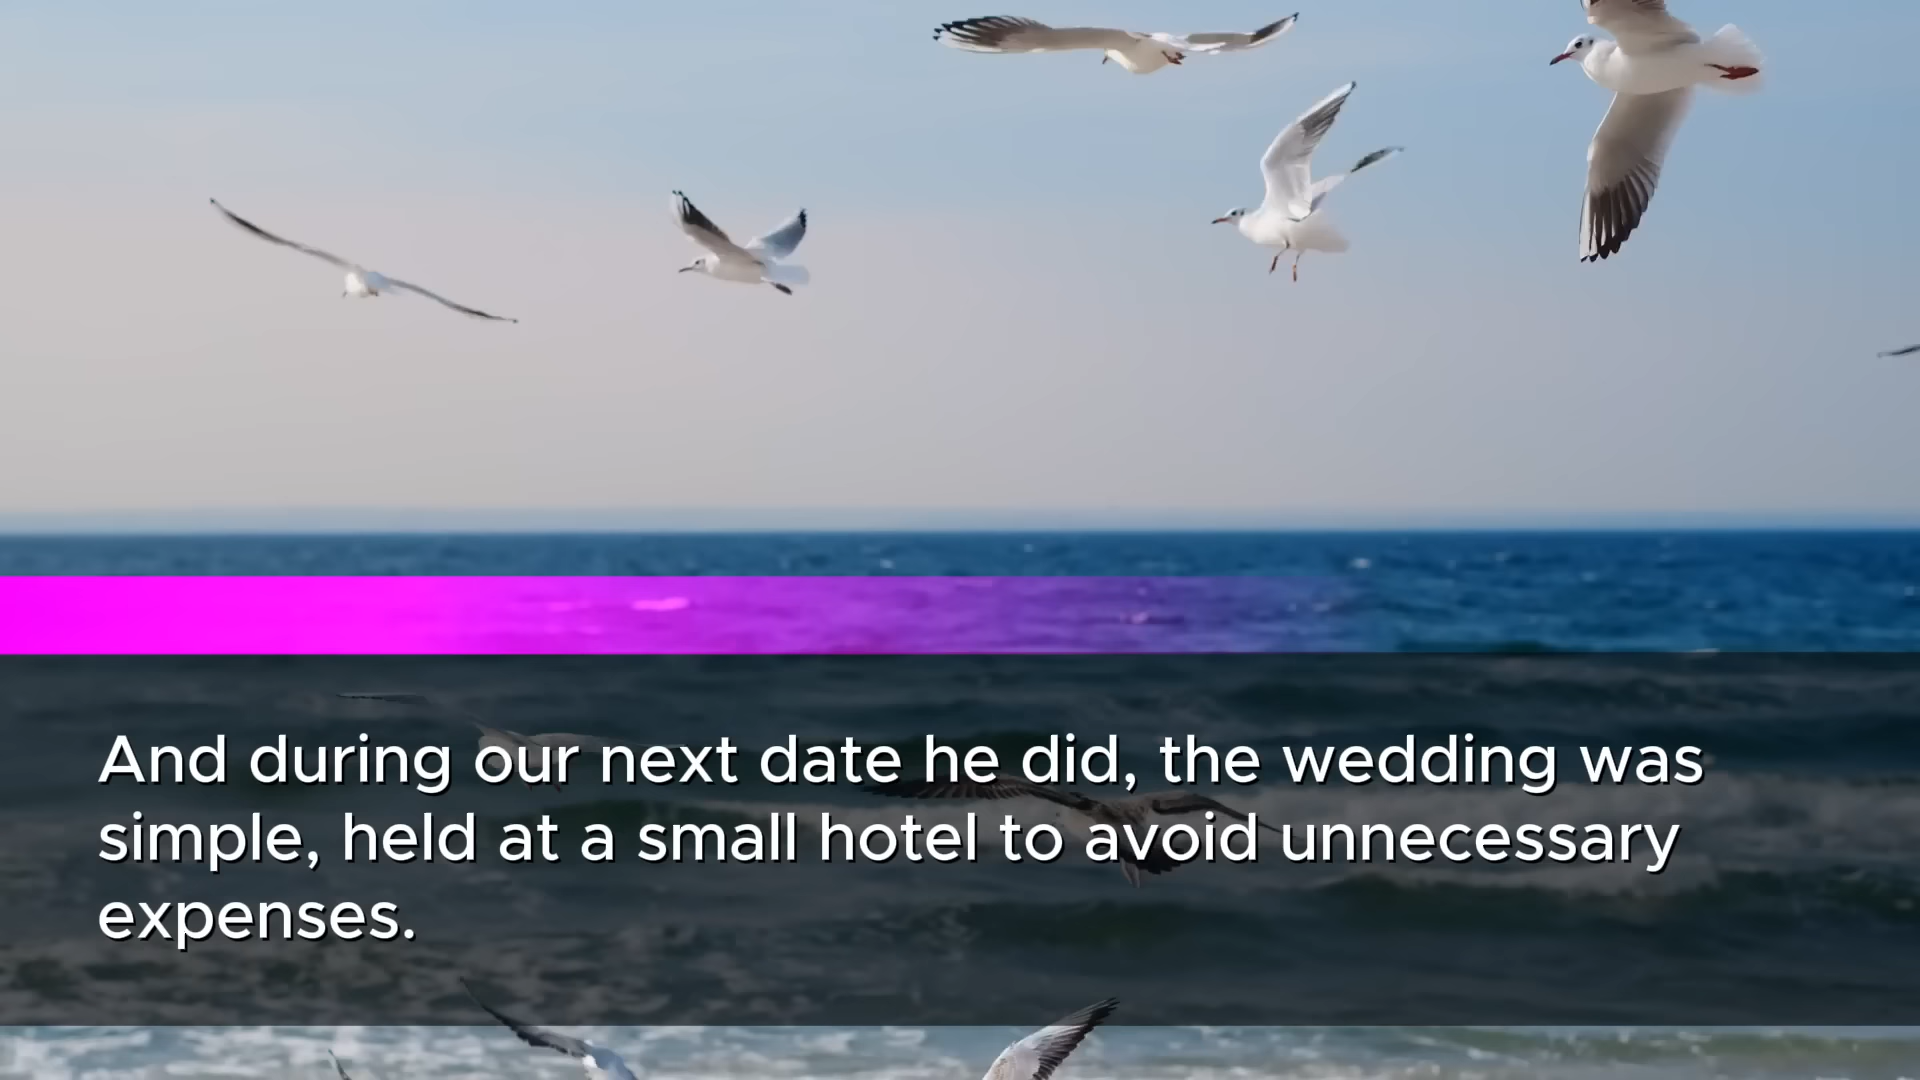 And during our next date he did, the wedding was
simple, held at a small hotel to avoid unnecessary
expenses.